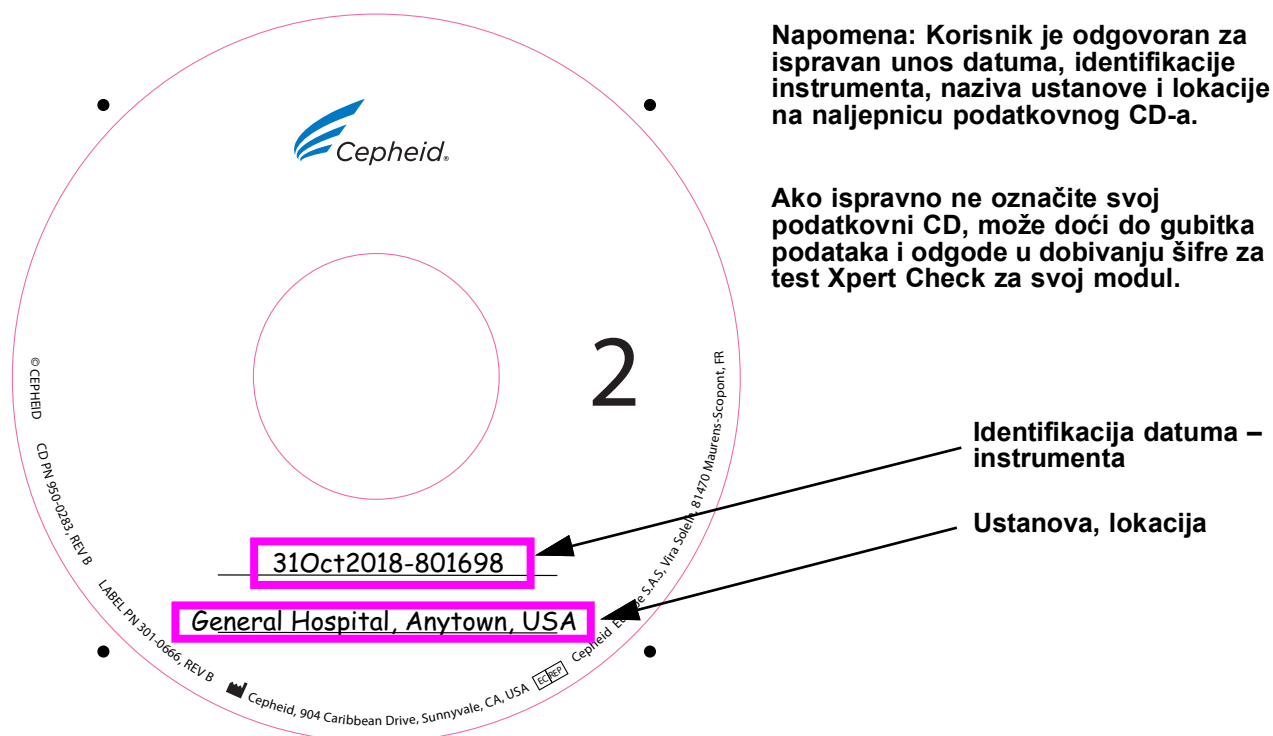 Napomena: Korisnik je odgovoran za
ispravan unos datuma, identifikacije
instrumenta, naziva ustanove i lokacije
na naljepnicu podatkovnog CD-a.
Ako ispravno ne označite svoj
podatkovni CD, može doći do gubitka
podataka i odgode u dobivanju šifre za
test Xpert Check za svoj modul.
Cepheid.
2
Identifikacija datuma –
instrumenta
Ustanova, lokacija
31Oct2018-801698
General Hospital, Anytown, USA
© CEPHEID CD PN 950-0283, REV B LABEL PN 301-0666, REV B Cepheid, 904 Caribbean Drive, Sunnyvale, CA, USA EC REP Cepheid Europe S.A.S, Vira Solelh, 81470 Maurens-Scopont, FR